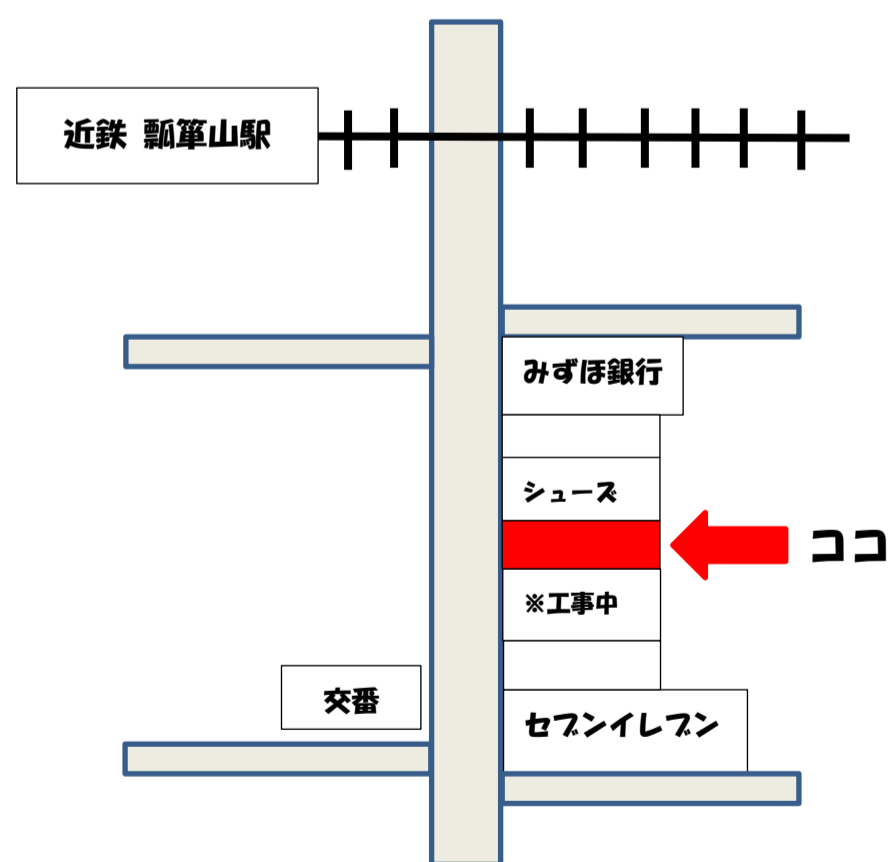 近鉄 瓢箪山駅
みずほ銀行
シューズ
ココ
※工事中
交番
セブンイレブン